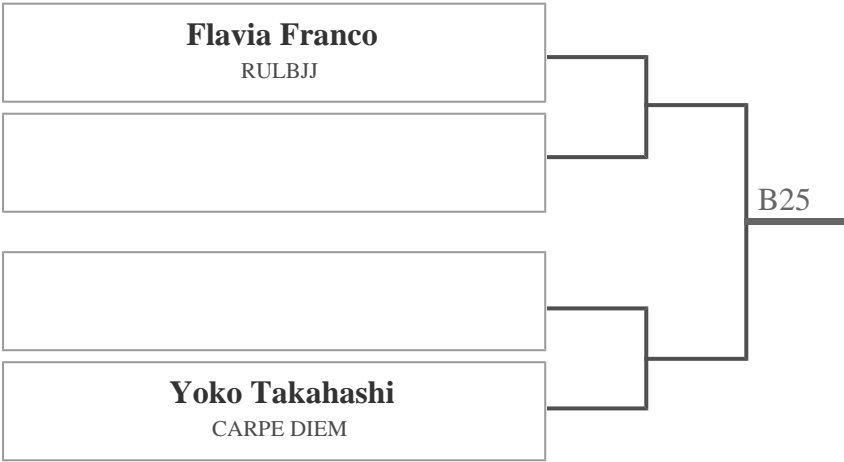 Flavia Franco
RULBJJ
B25
Yoko Takahashi
CARPE DIEM